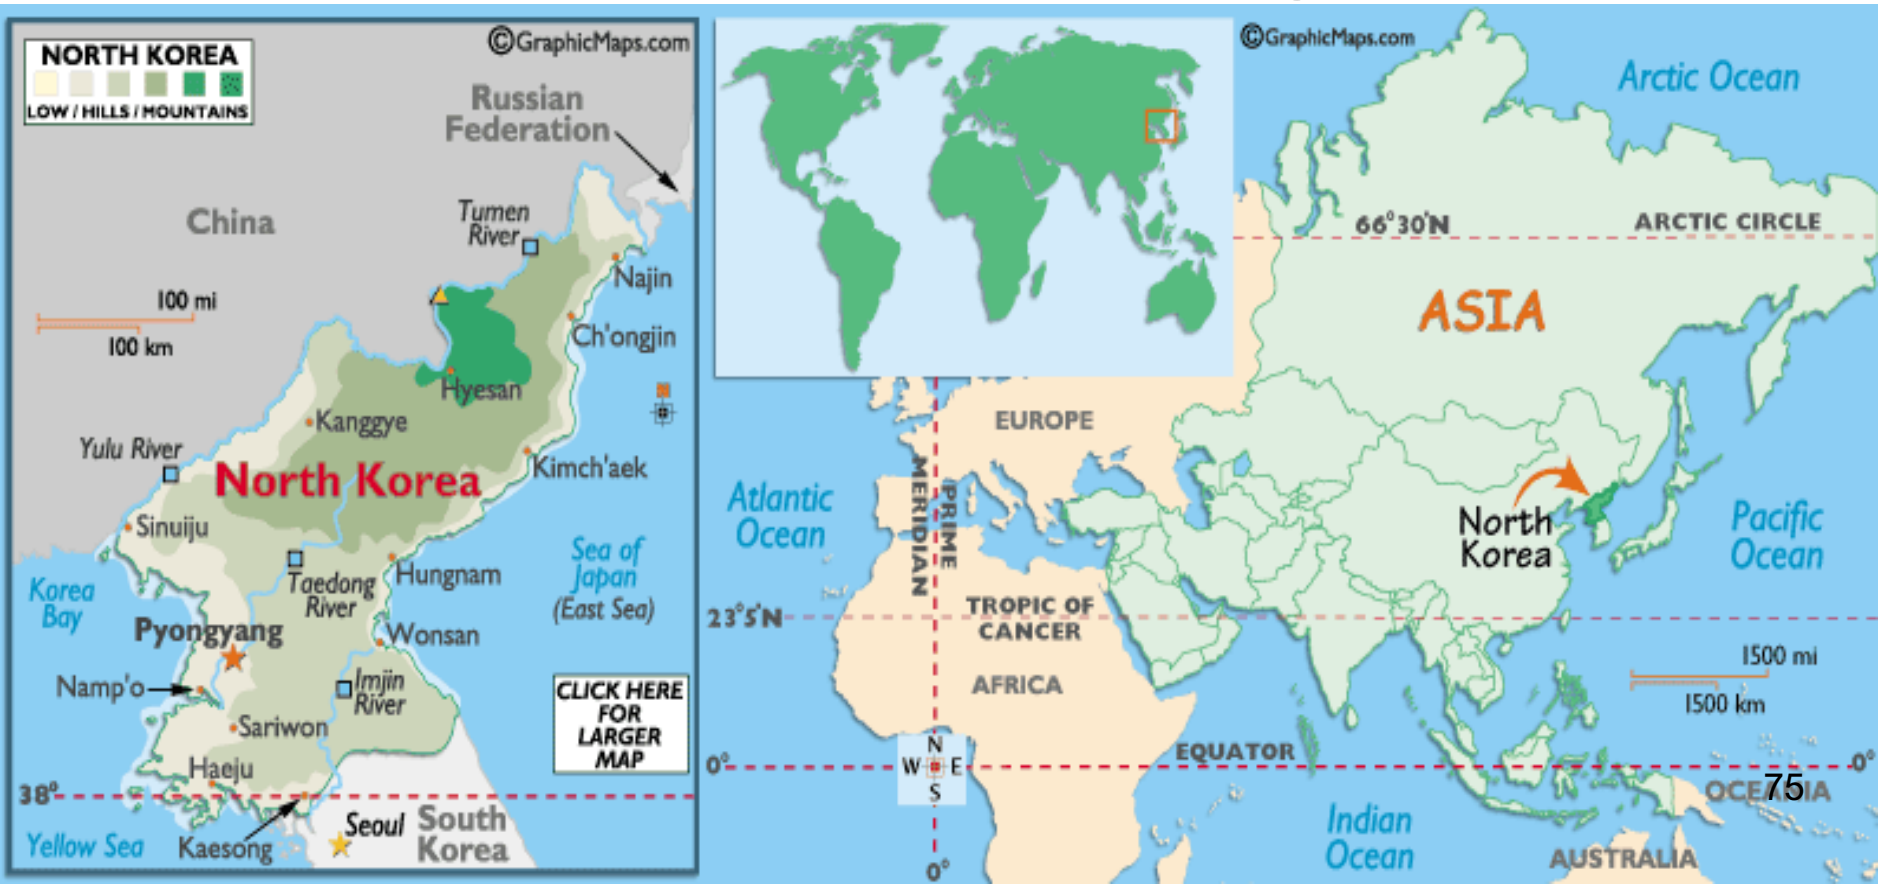 NORTH KOREA
LOW / HILLS / MOUNTAINS
©GraphicMaps.com
Russian
Federation
China
Tumen
River
Najin
100 mi
100 km
Ch'ongjin
Hyesan
Kanggye
Yulu River
Kimch'aek
North Korea
Sinuiju
Sea of
Japan
(East Sea)
Hungnam
Taedong
River
Korea
Bay
Pyongyang
Wonsan
Namp'o
Imjin
River
Sariwon
CLICK HERE
FOR
LARGER
MAP
Haeju
38°
Yellow Sea
Kaesong
Seoul
South
Korea
©GraphicMaps.com
Arctic Ocean
66°30'N
ARCTIC CIRCLE
ASIA
EUROPE
PRIME
MERIDIAN
Atlantic
Ocean
North
Korea
Pacific
Ocean
23°5'N
TROPIC OF
CANCER
AFRICA
1500 mi
1500 km
N
W E
S
0°
EQUATOR
0°
OCEANIA
75
Indian
Ocean
AUSTRALIA
0°